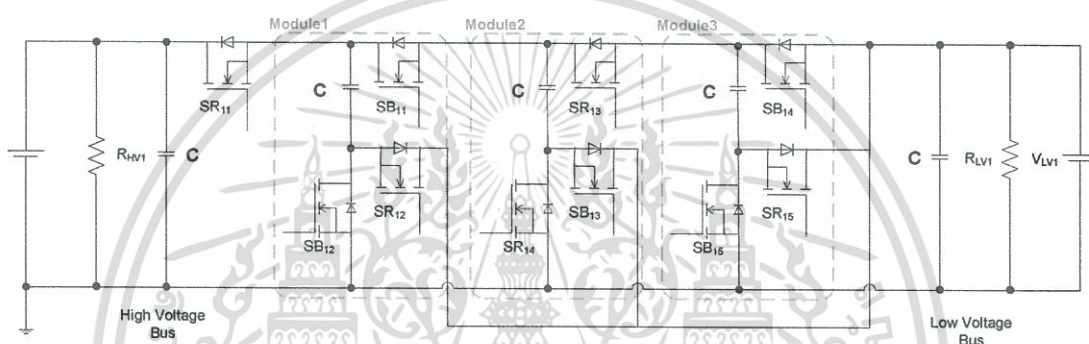 Module1
Module2
Module3
C
SR11
SB11
C
SR13
C
SB14
RHV1
C
SR12
SB12
SB13
SR14
SR15
SB15
C
RLV1
VLV1
High Voltage
Bus
Low Voltage
Bus